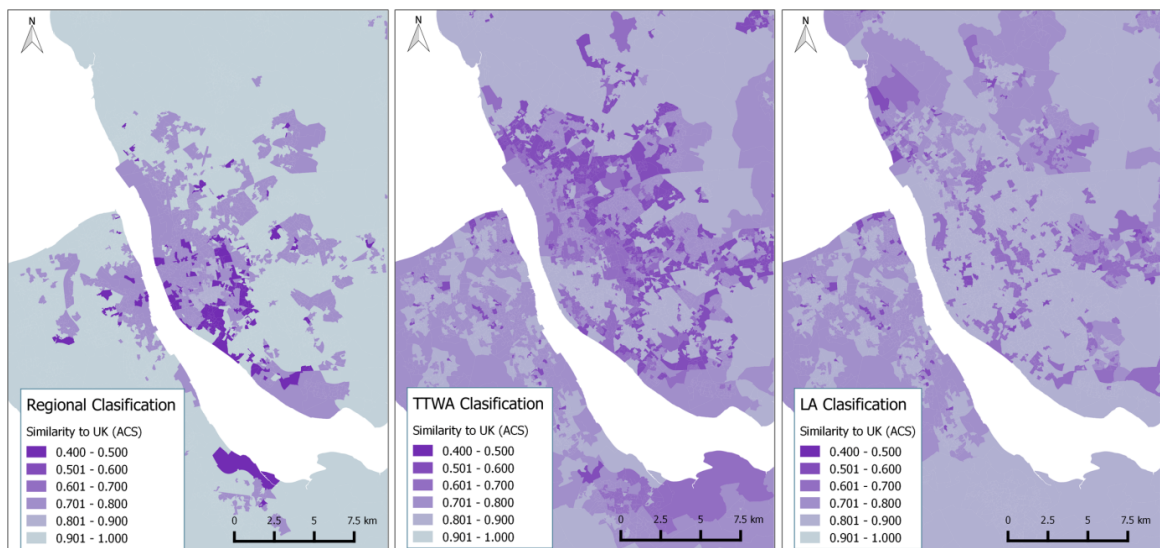 N
Regional Clasification
Similarity to UK (ACS)
0.400 - 0.500
0.501 - 0.600
0.601 - 0.700
0.701 - 0.800
0.801 - 0.900
0.901 - 1.000
0 2.5 5 7.5 km
N
TTWA Clasification
Similarity to UK (ACS)
0.400 - 0.500
0.501 - 0.600
0.601 - 0.700
0.701 - 0.800
0.801 - 0.900
0.901 - 1.000
0 2.5 5 7.5 km
N
LA Clasification
Similarity to UK (ACS)
0.400 - 0.500
0.501 - 0.600
0.601 - 0.700
0.701 - 0.800
0.801 - 0.900
0.901 - 1.000
0 2.5 5 7.5 km